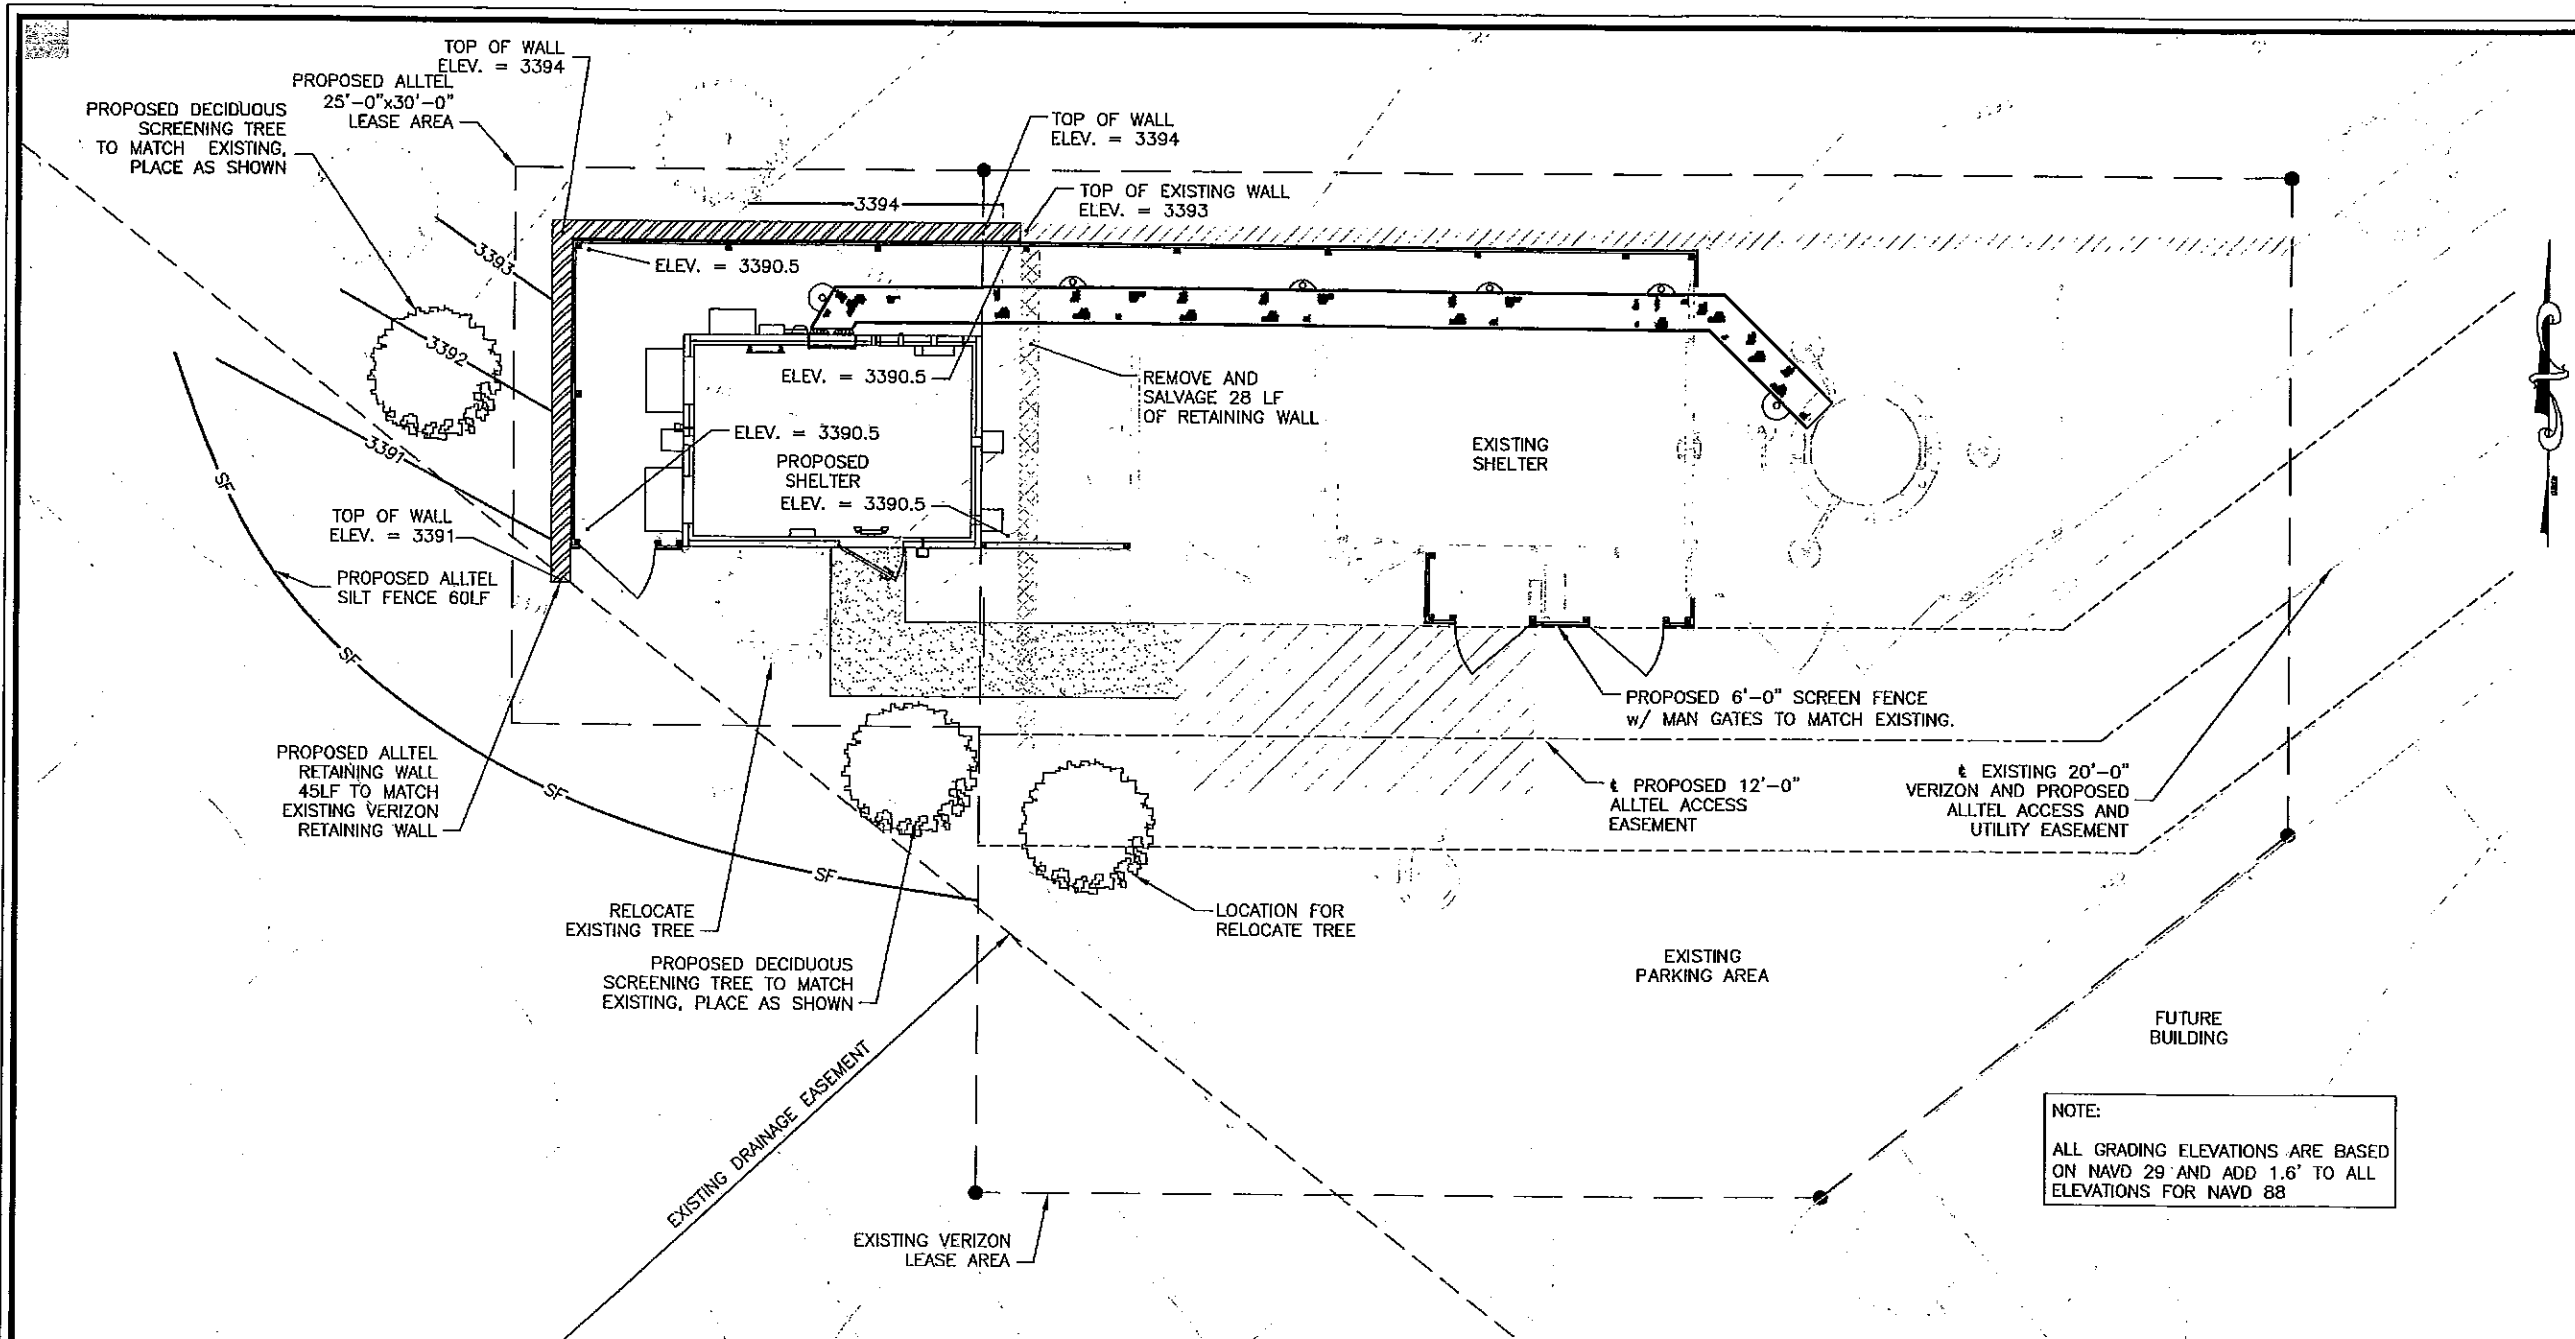 TOP OF WALL
ELEV. = 3394
PROPOSED ALLTEL
25'-0"x30'-0"
LEASE AREA
PROPOSED DECIDUOUS
SCREENING TREE
TO MATCH EXISTING,
PLACE AS SHOWN
TOP OF WALL
ELEV. = 3394
TOP OF EXISTING WALL
ELEV. = 3393
3394
3393
ELEV. = 3390.5
3392
ELEV. = 3390.5
REMOVE AND
SALVAGE 28 LF
OF RETAINING WALL
ELEV. = 3390.5
3391
PROPOSED
SHELTER
ELEV. = 3390.5
EXISTING
SHELTER
SF
TOP OF WALL
ELEV. = 3391
PROPOSED ALLTEL
SILT FENCE 60LF
SF
PROPOSED 6'-0" SCREEN FENCE
w/ MAN GATES TO MATCH EXISTING.
PROPOSED ALLTEL
RETAINING WALL
45LF TO MATCH
EXISTING VERIZON
RETAINING WALL
SF
℄ PROPOSED 12'-0"
ALLTEL ACCESS
EASEMENT
℄ EXISTING 20'-0"
VERIZON AND PROPOSED
ALLTEL ACCESS AND
UTILITY EASEMENT
SF
RELOCATE
EXISTING TREE
LOCATION FOR
RELOCATE TREE
PROPOSED DECIDUOUS
SCREENING TREE TO MATCH
EXISTING, PLACE AS SHOWN
EXISTING
PARKING AREA
FUTURE
BUILDING
EXISTING DRAINAGE EASEMENT
NOTE:
ALL GRADING ELEVATIONS ARE BASED
ON NAVD 29 AND ADD 1.6' TO ALL
ELEVATIONS FOR NAVD 88
EXISTING VERIZON
LEASE AREA